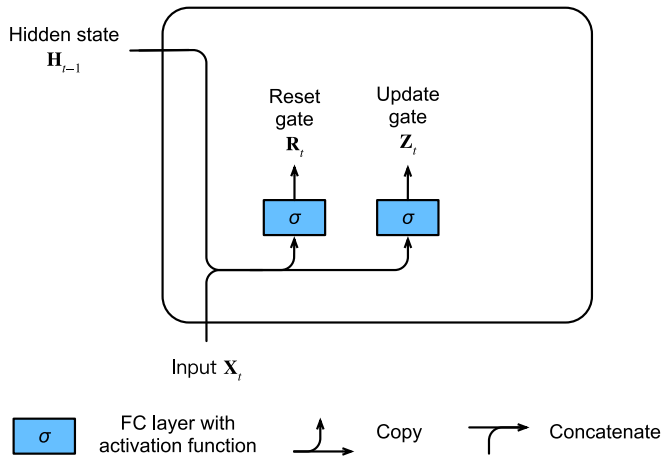 Hidden state
H_{t−1}
Reset
gate
R_t
Update
gate
Z_t
σ
σ
Input X_t
σ
FC layer with
activation function
Copy
Concatenate